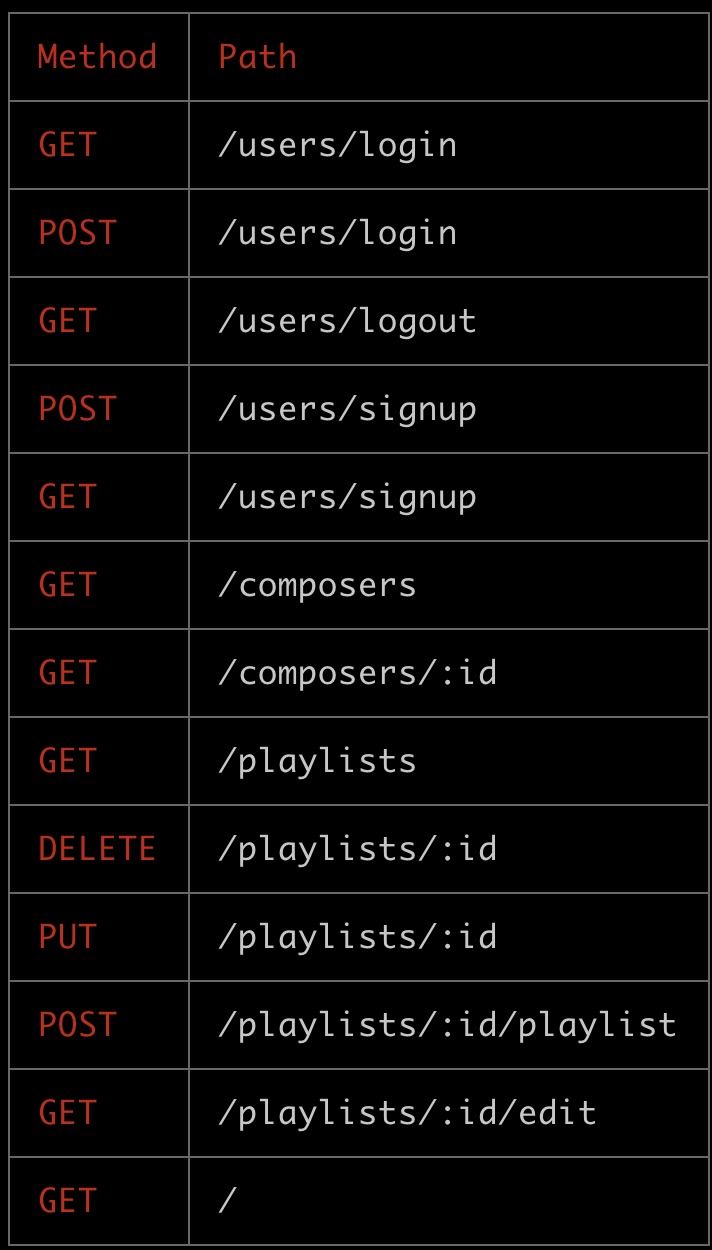 Method Path
GET /users/login
POST /users/login
GET /users/logout
POST /users/signup
GET /users/signup
GET /composers
GET /composers/:id
GET /playlists
DELETE /playlists/:id
PUT /playlists/:id
POST /playlists/:id/playlist
GET /playlists/:id/edit
GET /